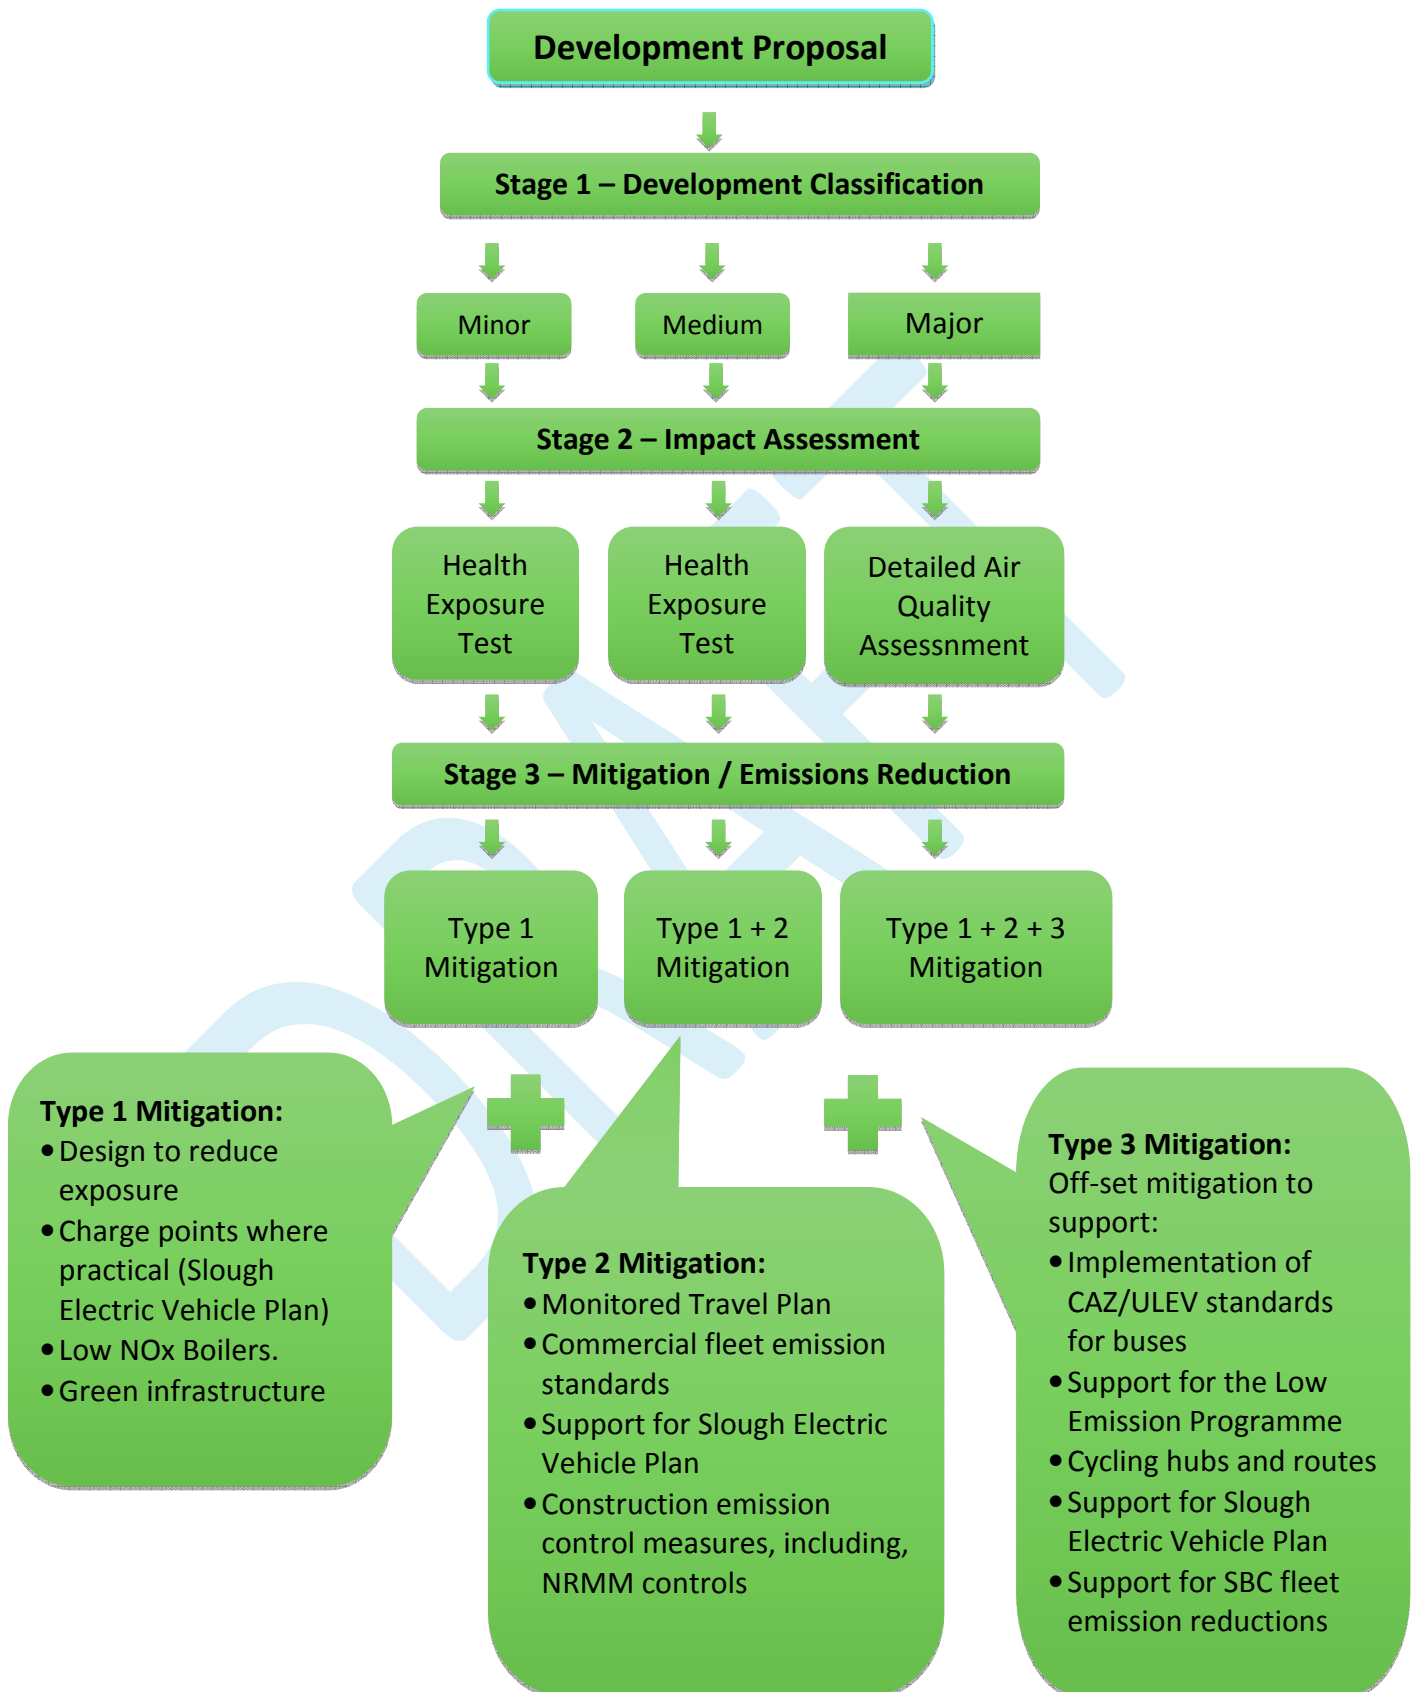 Development Proposal
Stage 1 – Development Classification
Minor
Medium
Major
Stage 2 – Impact Assessment
Health
Exposure
Test
Health
Exposure
Test
Detailed Air
Quality
Assessnment
Stage 3 – Mitigation / Emissions Reduction
Type 1
Mitigation
Type 1 + 2
Mitigation
Type 1 + 2 + 3
Mitigation
Type 1 Mitigation:
• Design to reduce
exposure
• Charge points where
practical (Slough
Electric Vehicle Plan)
• Low NOx Boilers.
• Green infrastructure
Type 2 Mitigation:
• Monitored Travel Plan
• Commercial fleet emission
standards
• Support for Slough Electric
Vehicle Plan
• Construction emission
control measures, including,
NRMM controls
Type 3 Mitigation:
Off-set mitigation to
support:
• Implementation of
CAZ/ULEV standards
for buses
• Support for the Low
Emission Programme
• Cycling hubs and routes
• Support for Slough
Electric Vehicle Plan
• Support for SBC fleet
emission reductions
DRAFT